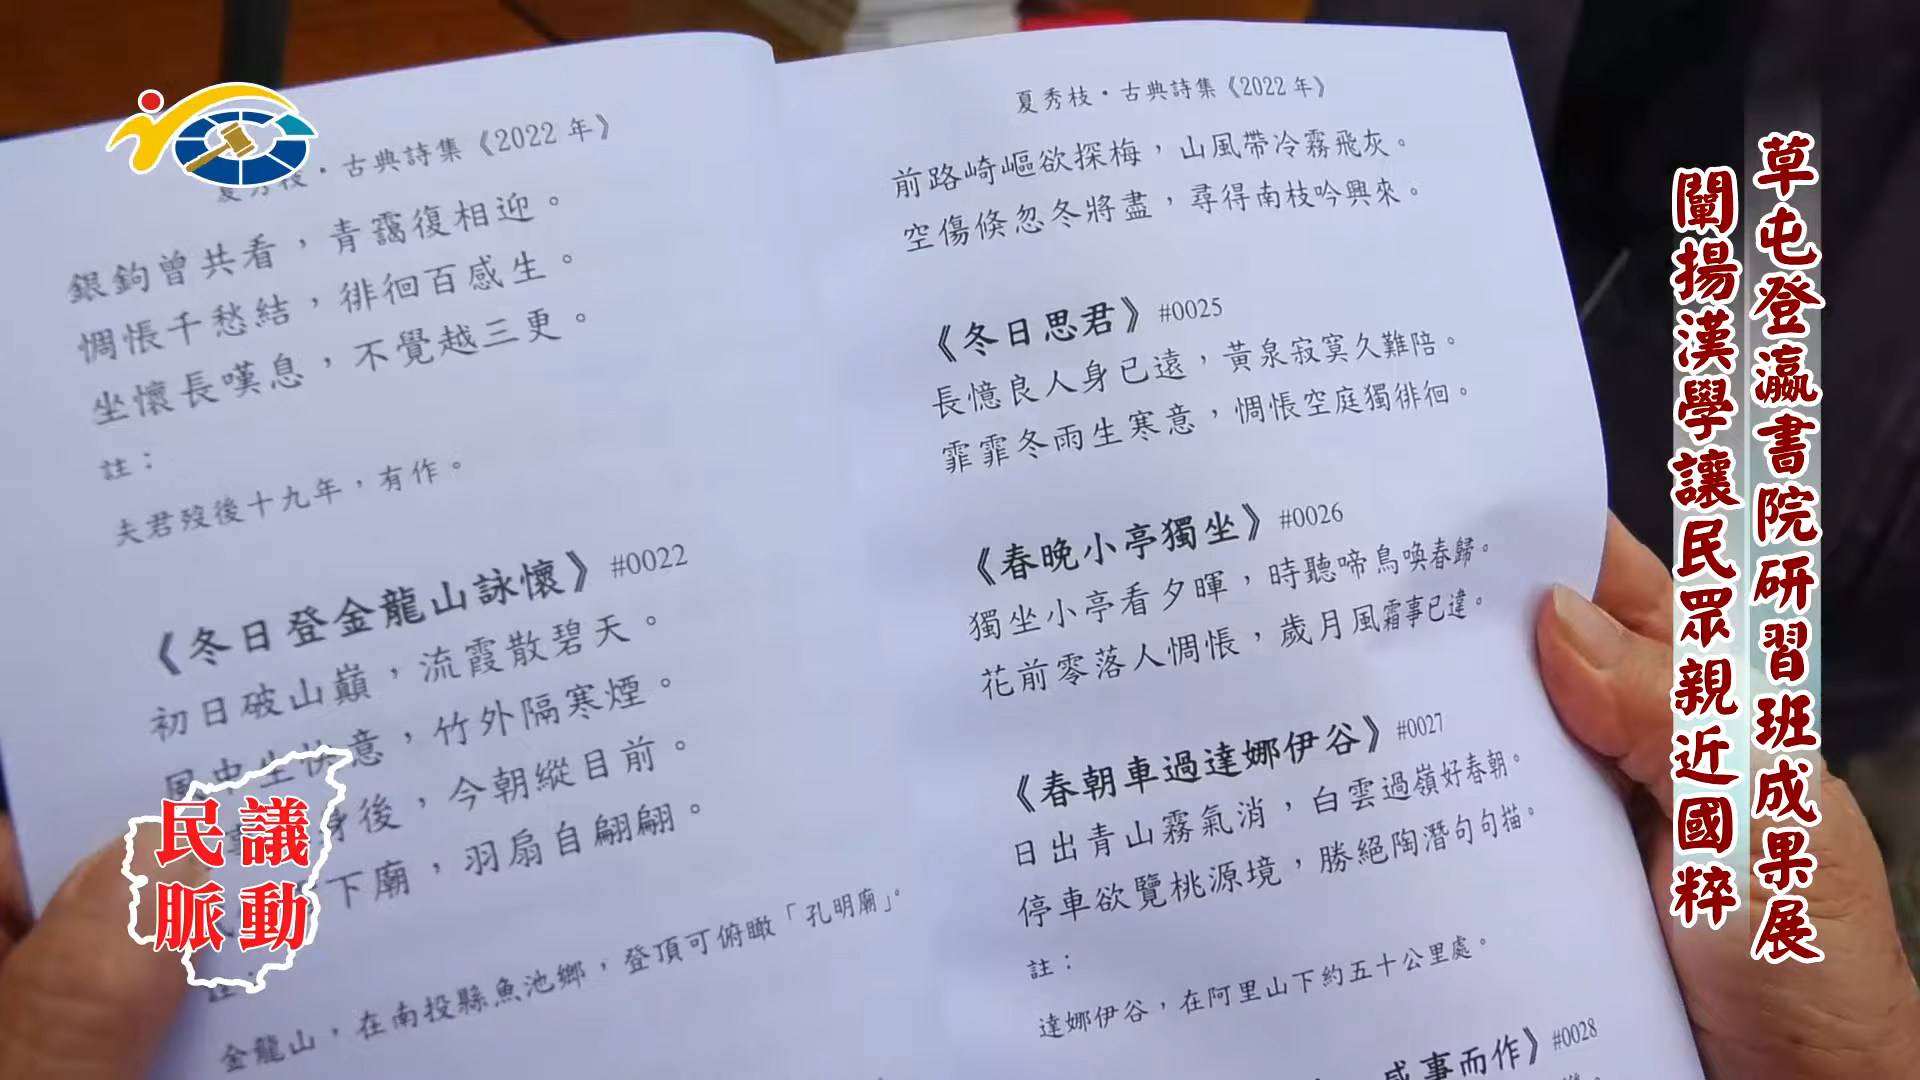 夏秀枝・古典詩集《2022 年》
銀鉤曾共看，青靄復相迎。
惆悵千愁結，徘徊百感生。
坐懷長嘆息，不覺越三更。
註：
夫君歿後十九年，有作。
《冬日登金龍山詠懷》#0022
初日破山巔，流霞散碧天。
意，竹外隔寒煙。
身後，今朝縱目前。
下廟，羽扇自翩翩。
註：
金龍山，在南投縣魚池鄉，登頂可俯瞰「孔明廟」。
夏秀枝・古典詩集《2022 年》
前路崎嶇欲探梅，山風帶冷霧飛灰。
空傷倏忽冬將盡，尋得南枝吟興來。
《冬日思君》#0025
長憶良人身已遠，黃泉寂寞久難陪。
霏霏冬雨生寒意，惆悵空庭獨徘徊。
《春晚小亭獨坐》#0026
獨坐小亭看夕暉，時聽啼鳥喚春歸。
花前零落人惆悵，歲月風霜事已違。
《春朝車過達娜伊谷》#0027
日出青山霧氣消，白雲過嶺好春朝。
停車欲覽桃源境，勝絕陶潛句句描。
註：
達娜伊谷，在阿里山下約五十公里處。
感事而作》#0028
草屯登瀛書院研習班成果展
闡揚漢學讓民眾親近國粹
民議
脈動